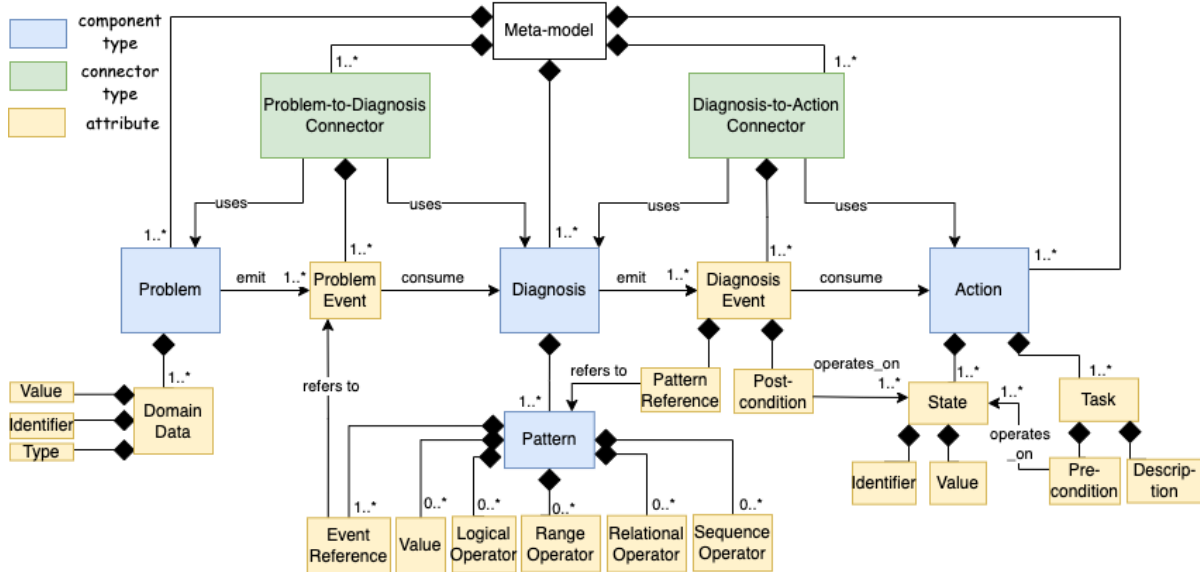 component
type
connector
type
attribute
Meta-model
1..*
1..*
Problem-to-Diagnosis
Connector
Diagnosis-to-Action
Connector
uses
uses
uses
uses
1..*
1..*
1..*
1..*
1..*
Problem
emit
1..*
Problem
Event
consume
Diagnosis
emit
1..*
Diagnosis
Event
consume
Action
1..*
refers to
1..*
refers to
operates_on
1..*
1..*
1..*
1..*
Value
Identifier
Type
Domain
Data
Pattern
Reference
Post-
condition
State
Task
Pattern
operates
_on
Identifier
Value
Pre-
condition
Descrip-
tion
1..*
0..*
0..*
0..*
0..*
0..*
Event
Reference
Value
Logical
Operator
Range
Operator
Relational
Operator
Sequence
Operator